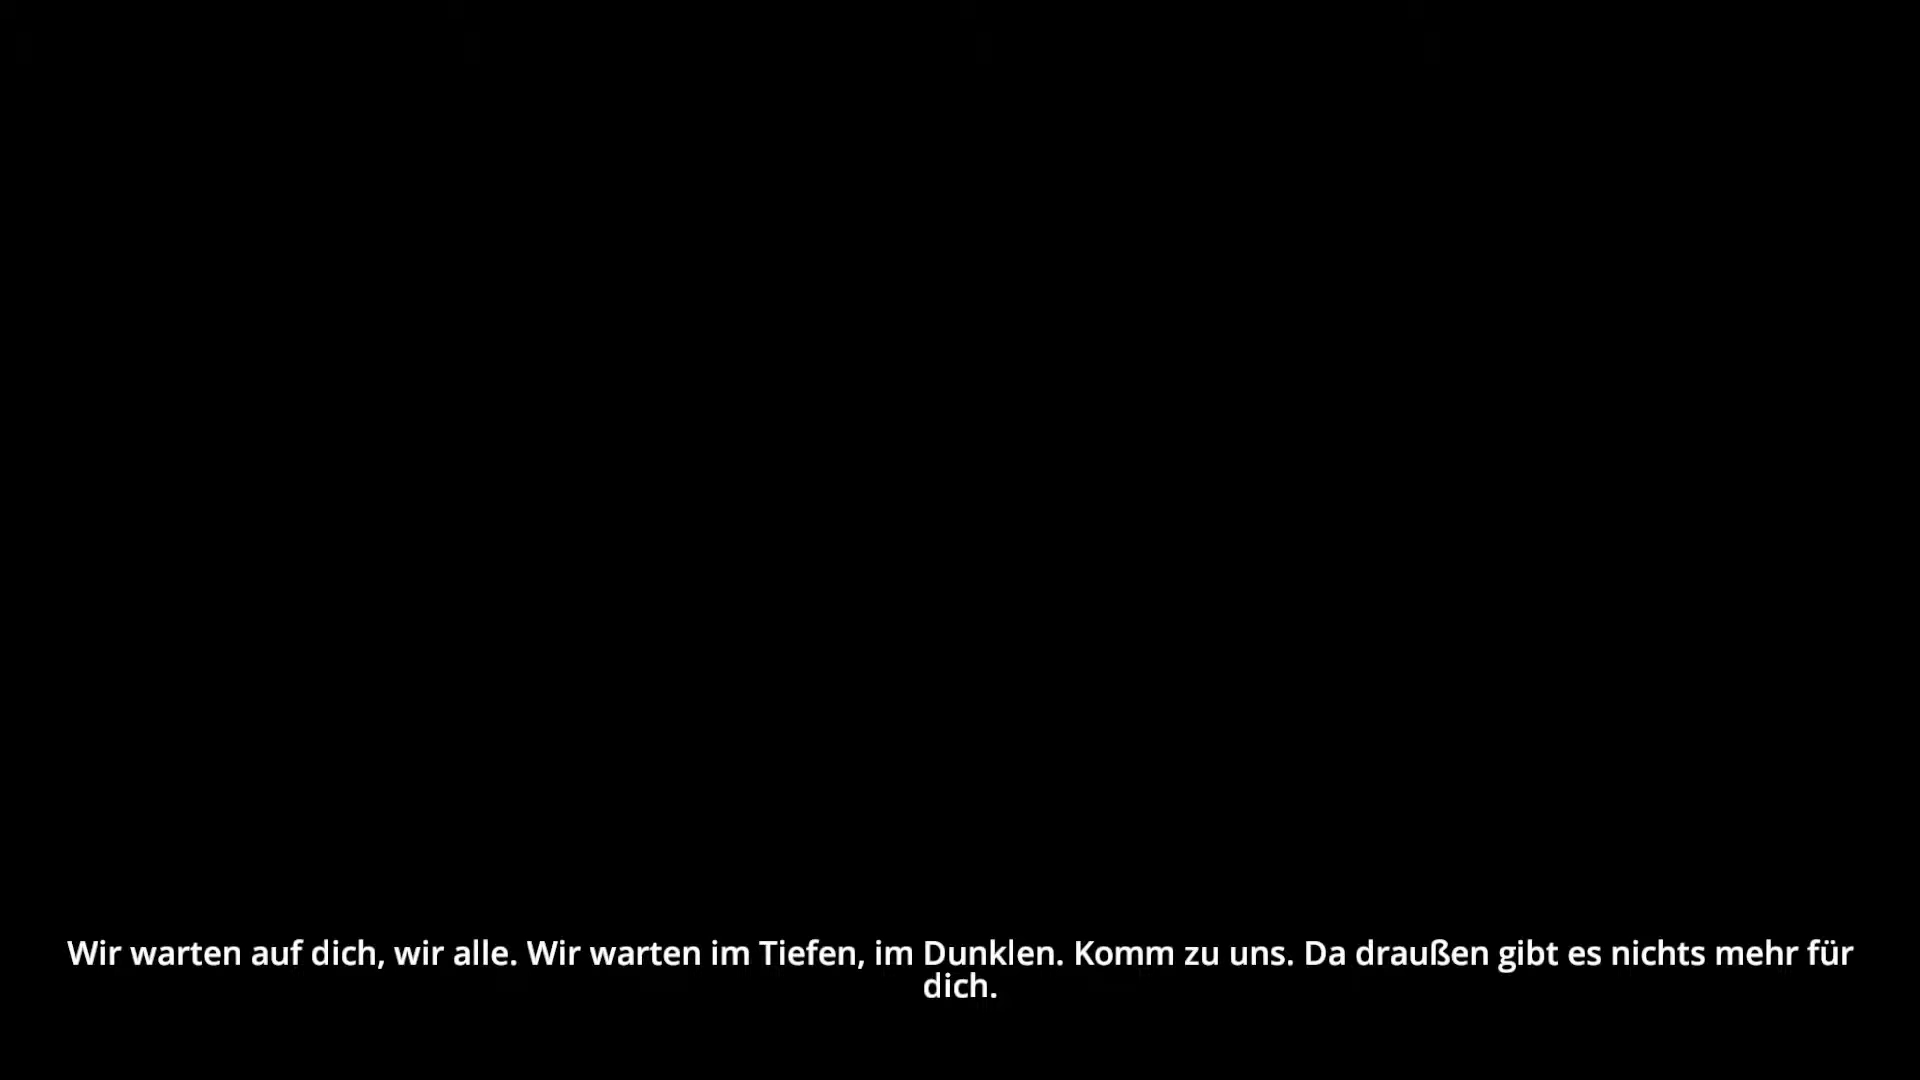 Wir warten auf dich, wir alle. Wir warten im Tiefen, im Dunklen. Komm zu uns. Da draußen gibt es nichts mehr für
dich.